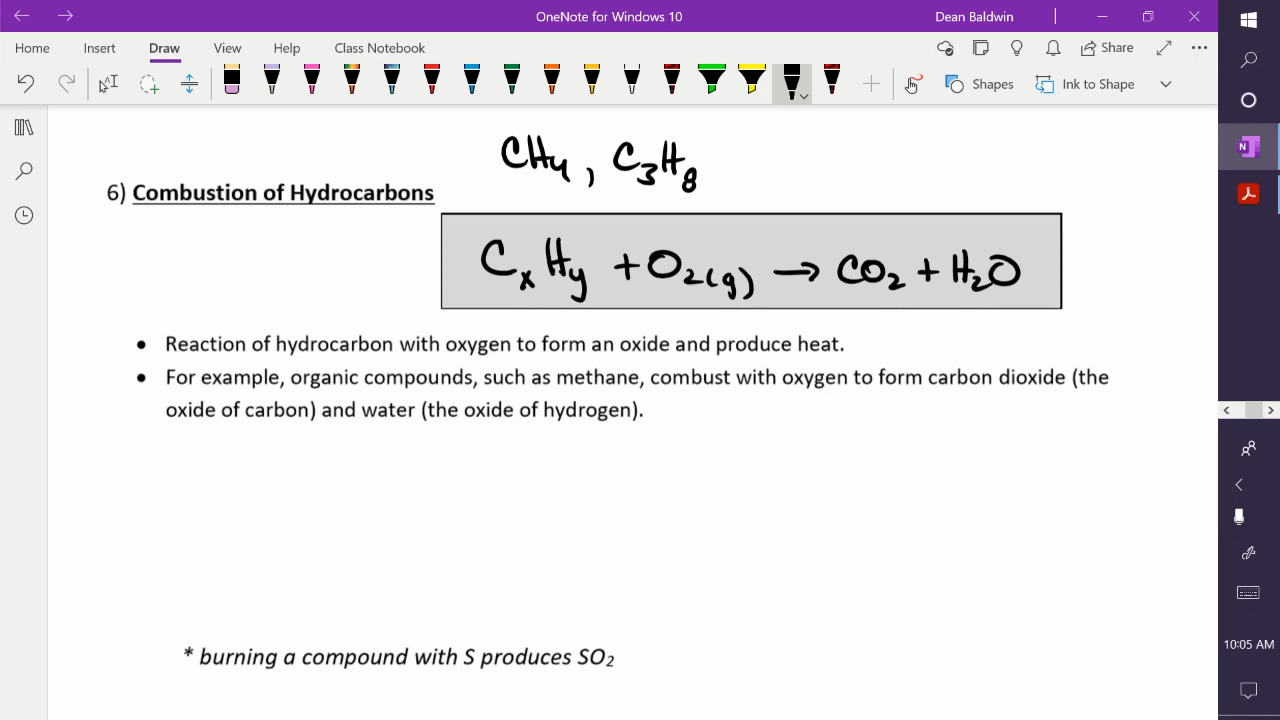 OneNote for Windows 10
Dean Baldwin
Home Insert Draw View Help Class Notebook
Share
Shapes Ink to Shape
CH₄, C₃H₈
6) Combustion of Hydrocarbons
CₓHy + O₂(g) → CO₂ + H₂O
• Reaction of hydrocarbon with oxygen to form an oxide and produce heat.
• For example, organic compounds, such as methane, combust with oxygen to form carbon dioxide (the
oxide of carbon) and water (the oxide of hydrogen).
* burning a compound with S produces SO₂
N
10:05 AM